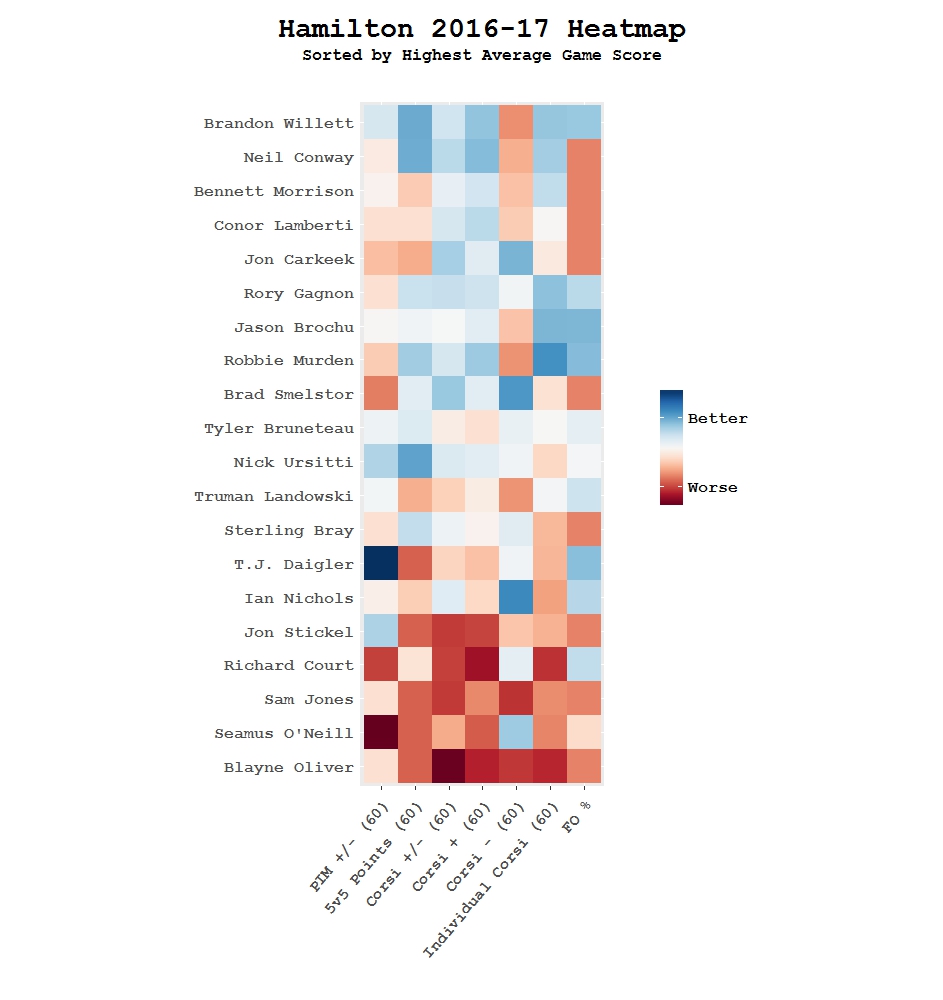 Hamilton 2016-17 Heatmap
Sorted by Highest Average Game Score
Brandon Willett
Neil Conway
Bennett Morrison
Conor Lamberti
Jon Carkeek
Rory Gagnon
Jason Brochu
Robbie Murden
Brad Smelstor
Tyler Bruneteau
Nick Ursitti
Truman Landowski
Sterling Bray
T.J. Daigler
Ian Nichols
Jon Stickel
Richard Court
Sam Jones
Seamus O'Neill
Blayne Oliver
Better
Worse
PIM +/- (60)
5v5 Points (60)
Corsi +/- (60)
Corsi + (60)
Corsi - (60)
Individual Corsi (60)
FO %